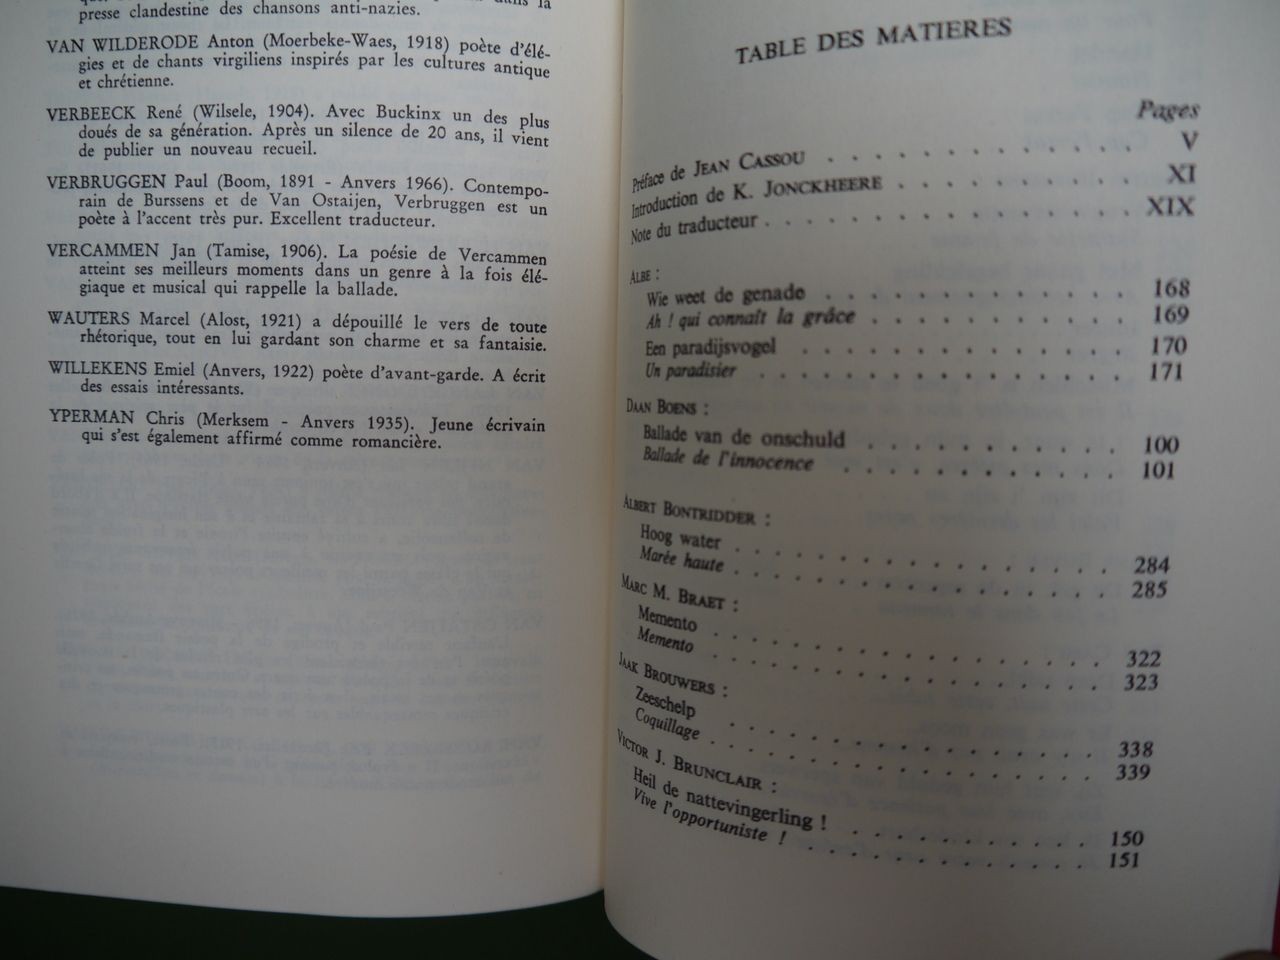 presse clandestine des chansons anti-nazies.
VAN WILDERODE Anton (Moerbeke-Waes, 1918) poète d'élé-
gies et de chants virgiliens inspirés par les cultures antique
et chrétienne.
VERBEECK René (Wilsele, 1904). Avec Buckinx un des plus
doués de sa génération. Après un silence de 20 ans, il vient
de publier un nouveau recueil.
VERBRUGGEN Paul (Boom, 1891 - Anvers 1966). Contempo-
rain de Burssens et de Van Ostaijen, Verbruggen est un
poète à l'accent très pur. Excellent traducteur.
VERCAMMEN Jan (Tamise, 1906). La poésie de Vercammen
atteint ses meilleurs moments dans un genre à la fois élé-
giaque et musical qui rappelle la ballade.
WAUTERS Marcel (Alost, 1921) a dépouillé le vers de toute
rhétorique, tout en lui gardant son charme et sa fantaisie.
WILLEKENS Emiel (Anvers, 1922) poète d'avant-garde. A écrit
des essais intéressants.
YPERMAN Chris (Merksem - Anvers 1935). Jeune écrivain
qui s'est également affirmé comme romancière.
TABLE DES MATIERES
Pages
Préface de JEAN CASSOU . . . . . . . . . . . . V
Introduction de K. JONCKHEERE . . . . . . . . . XI
Note du traducteur . . . . . . . . . . . . . . XIX
ALBE :
Wie weet de genade . . . . . . . . . . . . 168
Ah ! qui connaît la grâce . . . . . . . . . . 169
Een paradijsvogel . . . . . . . . . . . . . 170
Un paradisier . . . . . . . . . . . . . . 171
DAAN BOENS :
Ballade van de onschuld . . . . . . . . . . 100
Ballade de l'innocence . . . . . . . . . . . 101
ALBERT BONTRIDDER :
Hoog water . . . . . . . . . . . . . . . 284
Marée haute . . . . . . . . . . . . . . . 285
MARC M. BRAET :
Memento . . . . . . . . . . . . . . . . 322
Memento . . . . . . . . . . . . . . . . 323
JAAK BROUWERS :
Zeeschelp . . . . . . . . . . . . . . . . 338
Coquillage . . . . . . . . . . . . . . . . 339
VICTOR J. BRUNCLAIR :
Heil de nattevingerling ! . . . . . . . . . . 150
Vive l'opportuniste ! . . . . . . . . . . . . 151